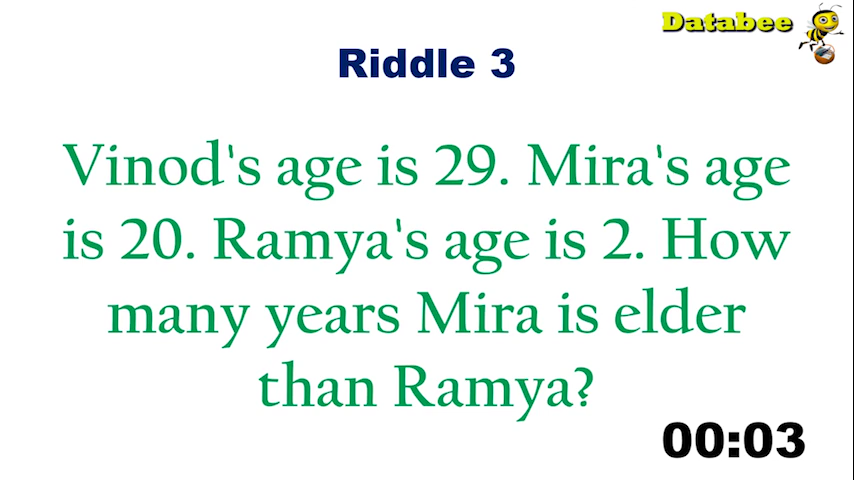 Databee
Riddle 3
Vinod's age is 29. Mira's age
is 20. Ramya's age is 2. How
many years Mira is elder
than Ramya?
00:03